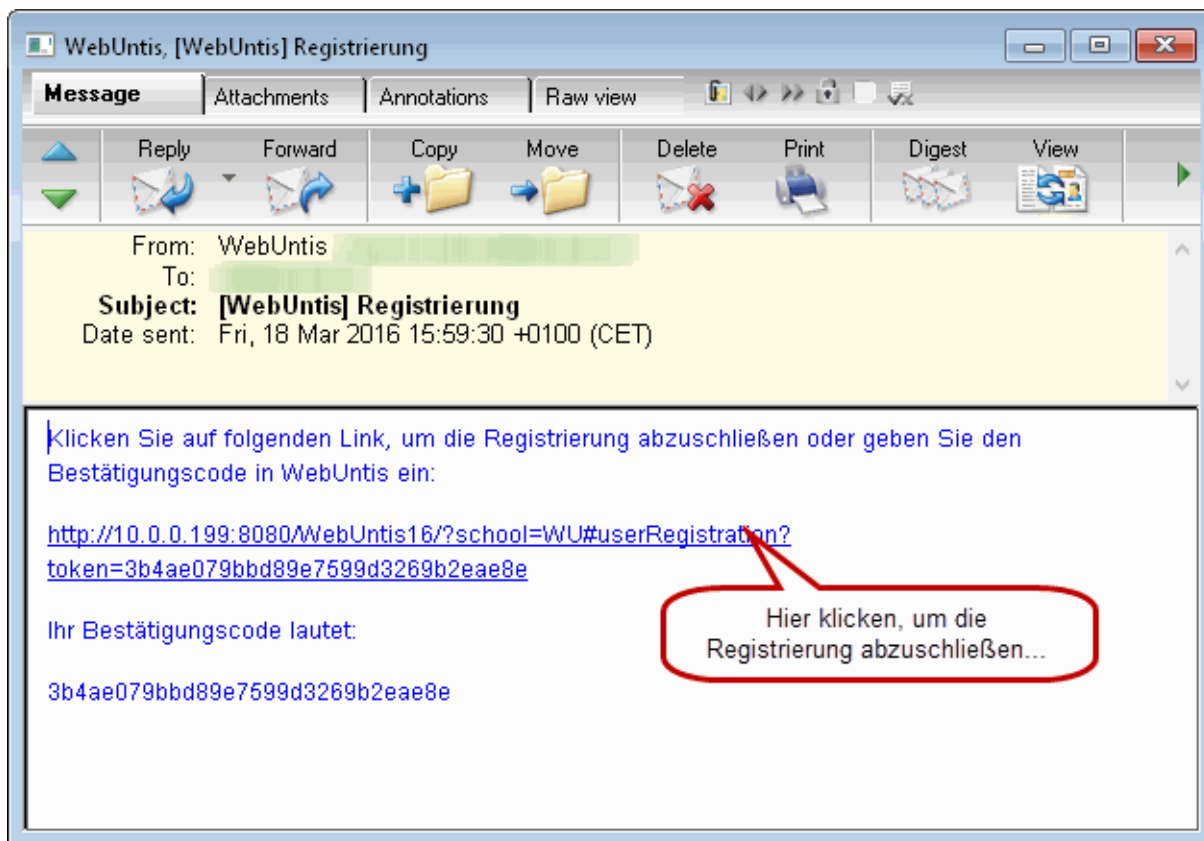 WebUntis, [WebUntis] Registrierung
Message Attachments Annotations Raw view
Reply Forward Copy Move Delete Print Digest View
From: WebUntis
To:
Subject: [WebUntis] Registrierung
Date sent: Fri, 18 Mar 2016 15:59:30 +0100 (CET)
Klicken Sie auf folgenden Link, um die Registrierung abzuschließen oder geben Sie den
Bestätigungscode in WebUntis ein:
http://10.0.0.199:8080/WebUntis16/?school=WU#userRegistration?
token=3b4ae079bbd89e7599d3269b2eae8e
Hier klicken, um die
Registrierung abzuschließen...
Ihr Bestätigungscode lautet:
3b4ae079bbd89e7599d3269b2eae8e